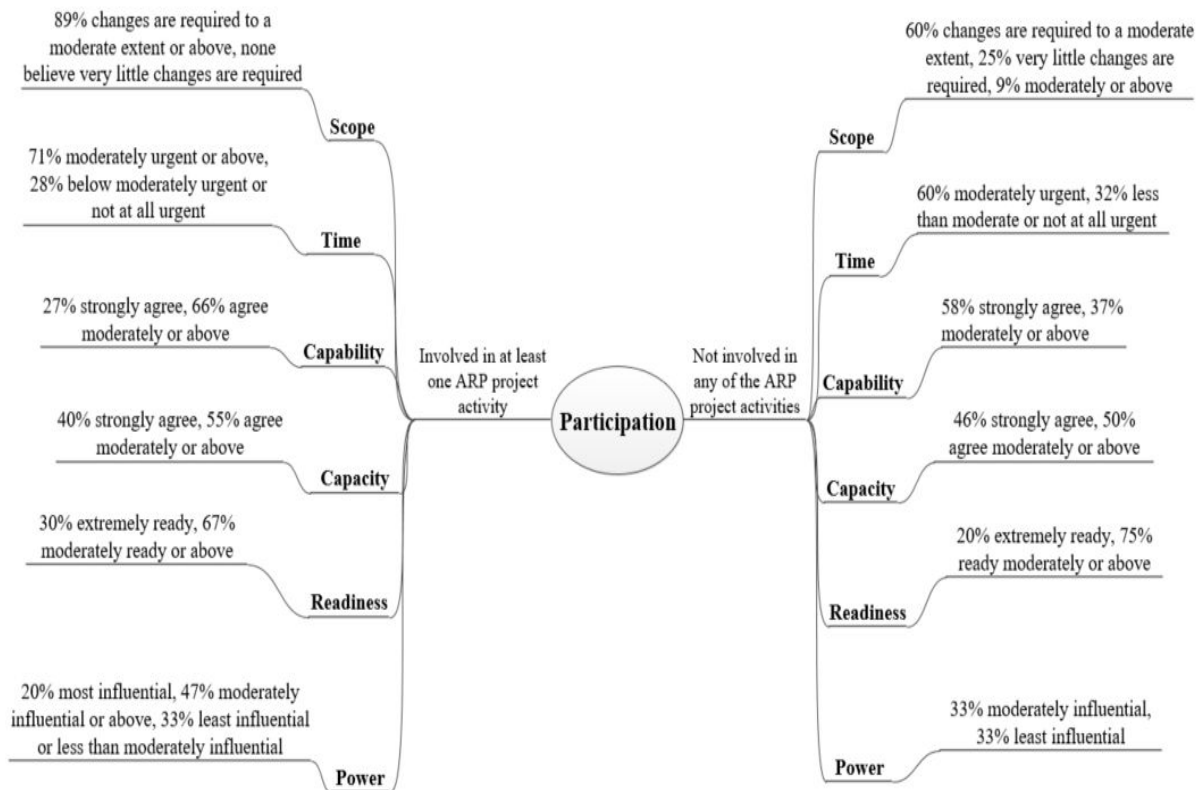 89% changes are required to a
moderate extent or above, none
believe very little changes are required
Scope
71% moderately urgent or above,
28% below moderately urgent or
not at all urgent
Time
27% strongly agree, 66% agree
moderately or above
Capability
40% strongly agree, 55% agree
moderately or above
Capacity
30% extremely ready, 67%
moderately ready or above
Readiness
20% most influential, 47% moderately
influential or above, 33% least influential
or less than moderately influential
Power
Involved in at least
one ARP project
activity
Participation
Not involved in
any of the ARP
project activities
60% changes are required to a moderate
extent, 25% very little changes are
required, 9% moderately or above
Scope
60% moderately urgent, 32% less
than moderate or not at all urgent
Time
58% strongly agree, 37%
moderately or above
Capability
46% strongly agree, 50%
agree moderately or above
Capacity
20% extremely ready, 75%
ready moderately or above
Readiness
33% moderately influential,
33% least influential
Power